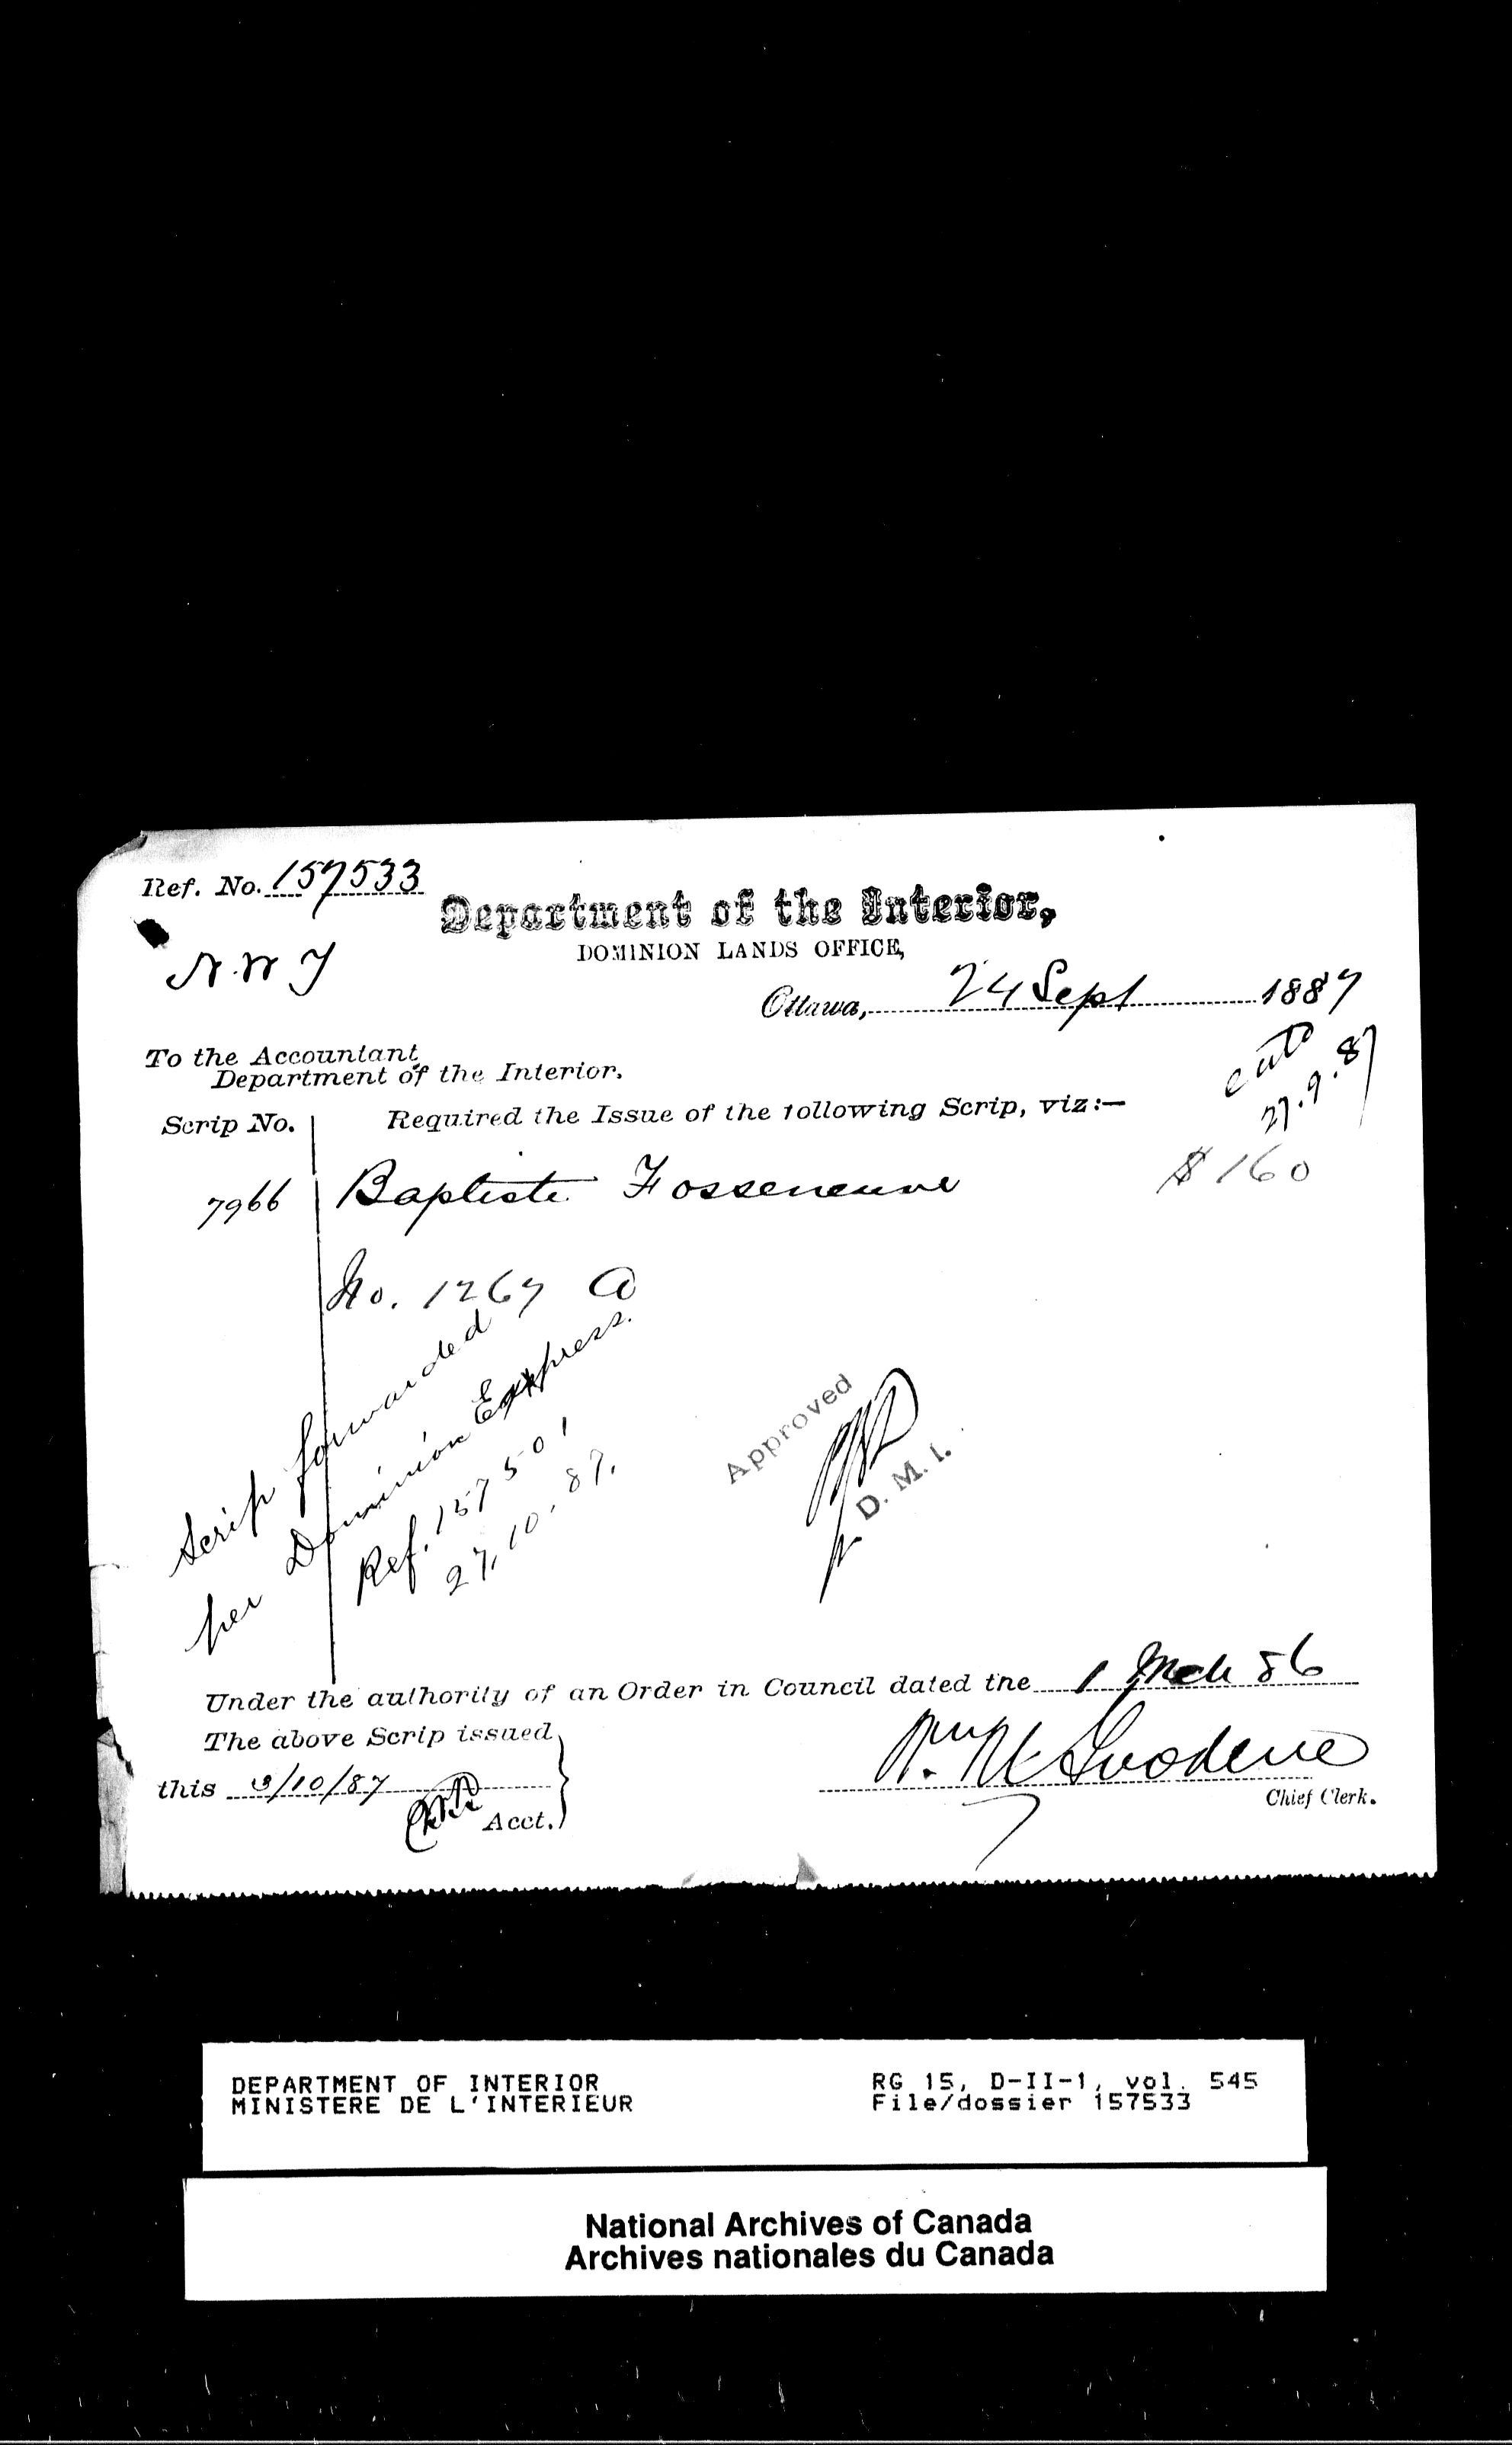 Ref. No. 157533
Department of the Interior,
DOMINION LANDS OFFICE,
N.W.T
Ottawa, 24 Sept 1887
To the Accountant
Department of the Interior.
27.9.87
Scrip No. Required the Issue of the following Scrip, viz:—
7966 Baptiste Fosseneuve $160
No. 1267
Scrip forwarded
per Dominion Express.
Ref. 157501
27.10.87.
Approved
D. M. I.
Under the authority of an Order in Council dated the 1 Mch 86
The above Scrip issued
this 3/10/87
Acct.
Chief Clerk.
DEPARTMENT OF INTERIOR
MINISTERE DE L'INTERIEUR
RG 15, D-II-1, vol. 545
File/dossier 157533
National Archives of Canada
Archives nationales du Canada